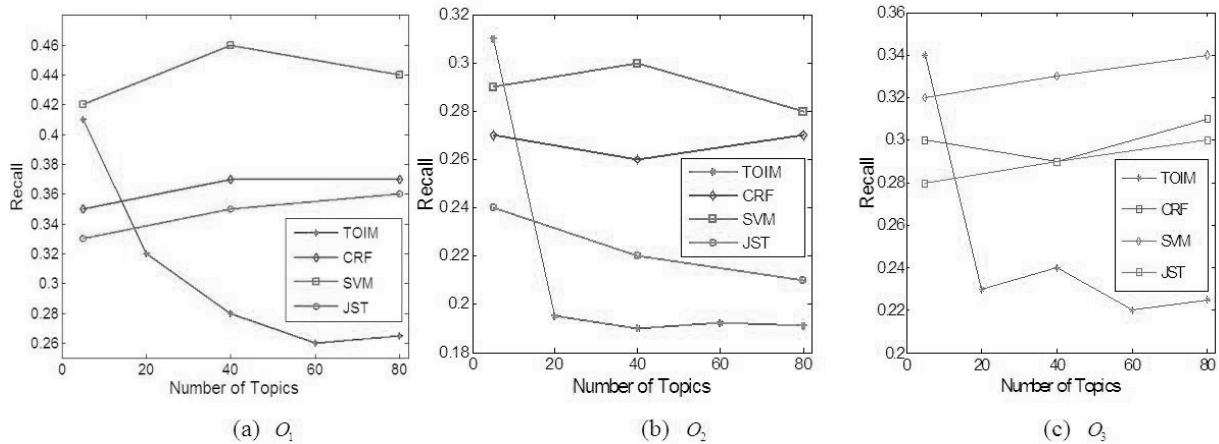 0.46
0.44
0.42
0.4
0.38
0.36
0.34
0.32
0.3
0.28
0.26
Recall
0 20 40 60 80
Number of Topics
TOIM
CRF
SVM
JST
(a) O1
0.32
0.3
0.28
0.26
0.24
0.22
0.2
0.18
Recall
0 20 40 60 80
Number of Topics
TOIM
CRF
SVM
JST
(b) O2
0.36
0.34
0.32
0.3
0.28
0.26
0.24
0.22
0.2
Recall
0 20 40 60 80
Number of Topics
TOIM
CRF
SVM
JST
(c) O3